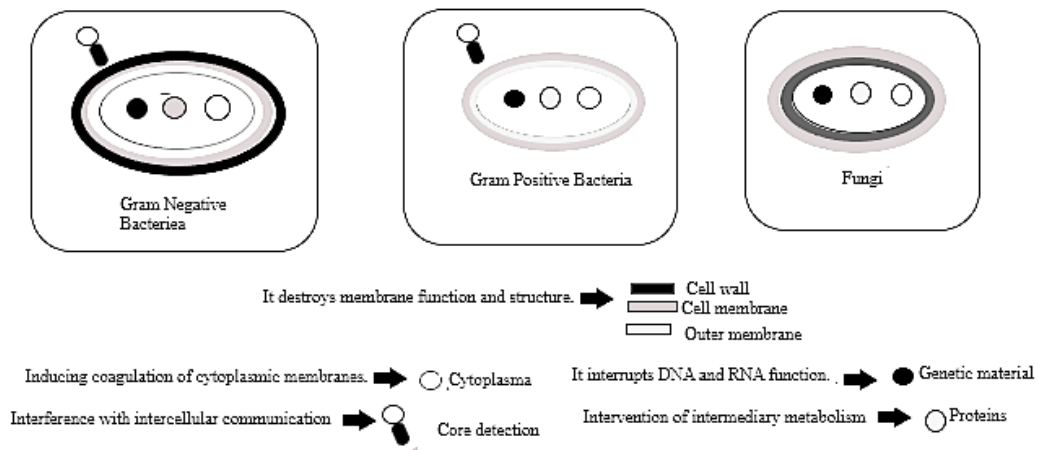 Gram Negative
Bacteriea
Gram Positive Bacteria
Fungi
It destroys membrane function and structure.
Cell wall
Cell membrane
Outer membrane
Inducing coagulation of cytoplasmic membranes.
Cytoplasma
It interrupts DNA and RNA function. .
Genetic material
Interference with intercellular communication
Core detection
Intervention of intermediary metabolism
Proteins